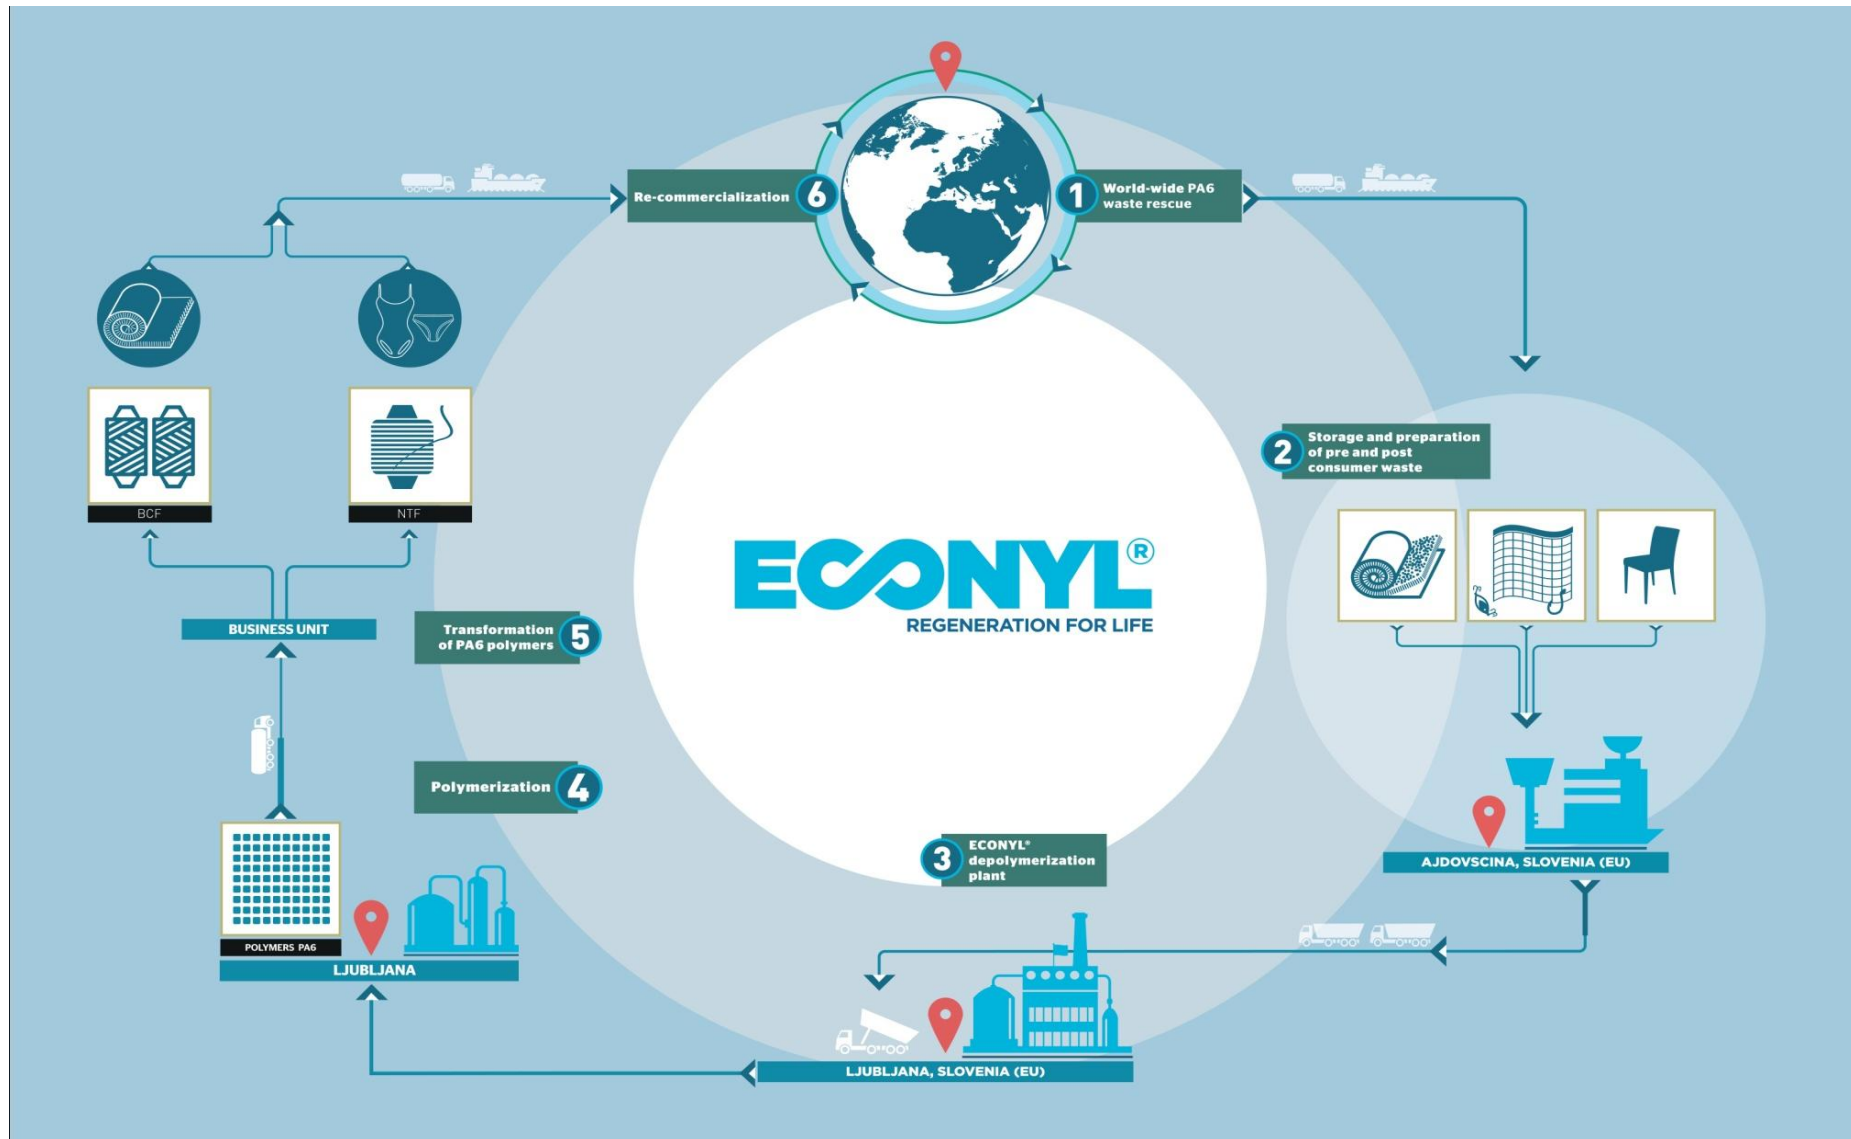 Re-commercialization
6
1
World-wide PA6
waste rescue
2
Storage and preparation
of pre and post
consumer waste
BCF
NTF
ECONYL®
REGENERATION FOR LIFE
BUSINESS UNIT
Transformation
of PA6 polymers
5
Polymerization
4
3
ECONYL®
depolymerization
plant
AJDOVSCINA, SLOVENIA (EU)
POLYMERS PA6
LJUBLJANA
LJUBLJANA, SLOVENIA (EU)